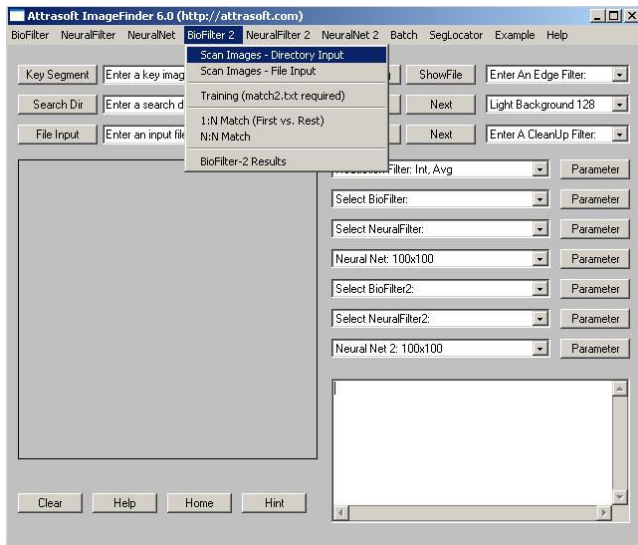 Attrasoft ImageFinder 6.0 (http://attrasoft.com)
BioFilter NeuralFilter NeuralNet BioFilter 2 NeuralFilter 2 NeuralNet 2 Batch SegLocator Example Help
Scan Images - Directory Input
Scan Images - File Input
Training (match2.txt required)
1:N Match (First vs. Rest)
N:N Match
BioFilter-2 Results
Key Segment Enter a key imag ShowFile Enter An Edge Filter:
Search Dir Enter a search d Next Light Background 128
File Input Enter an input file Next Enter A CleanUp Filter:
Filter: Int, Avg Parameter
Select BioFilter: Parameter
Select NeuralFilter: Parameter
Neural Net: 100x100 Parameter
Select BioFilter2: Parameter
Select NeuralFilter2: Parameter
Neural Net 2: 100x100 Parameter
Clear Help Home Hint